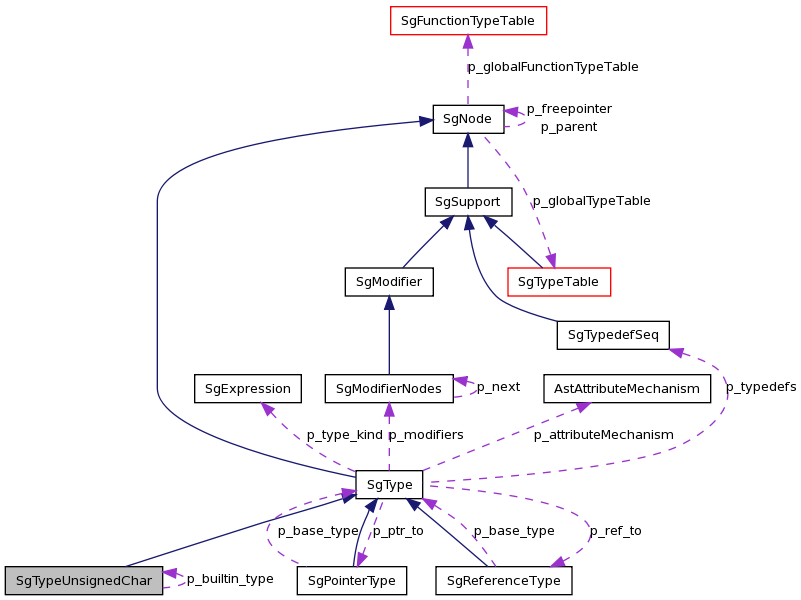 SgFunctionTypeTable
p_globalFunctionTypeTable
SgNode
p_freepointer
p_parent
SgSupport
p_globalTypeTable
SgModifier
SgTypeTable
SgTypedefSeq
SgExpression
SgModifierNodes
p_next
AstAttributeMechanism
p_typedefs
p_type_kind
p_modifiers
p_attributeMechanism
SgType
p_base_type
p_ptr_to
p_base_type
p_ref_to
SgTypeUnsignedChar
p_builtin_type
SgPointerType
SgReferenceType